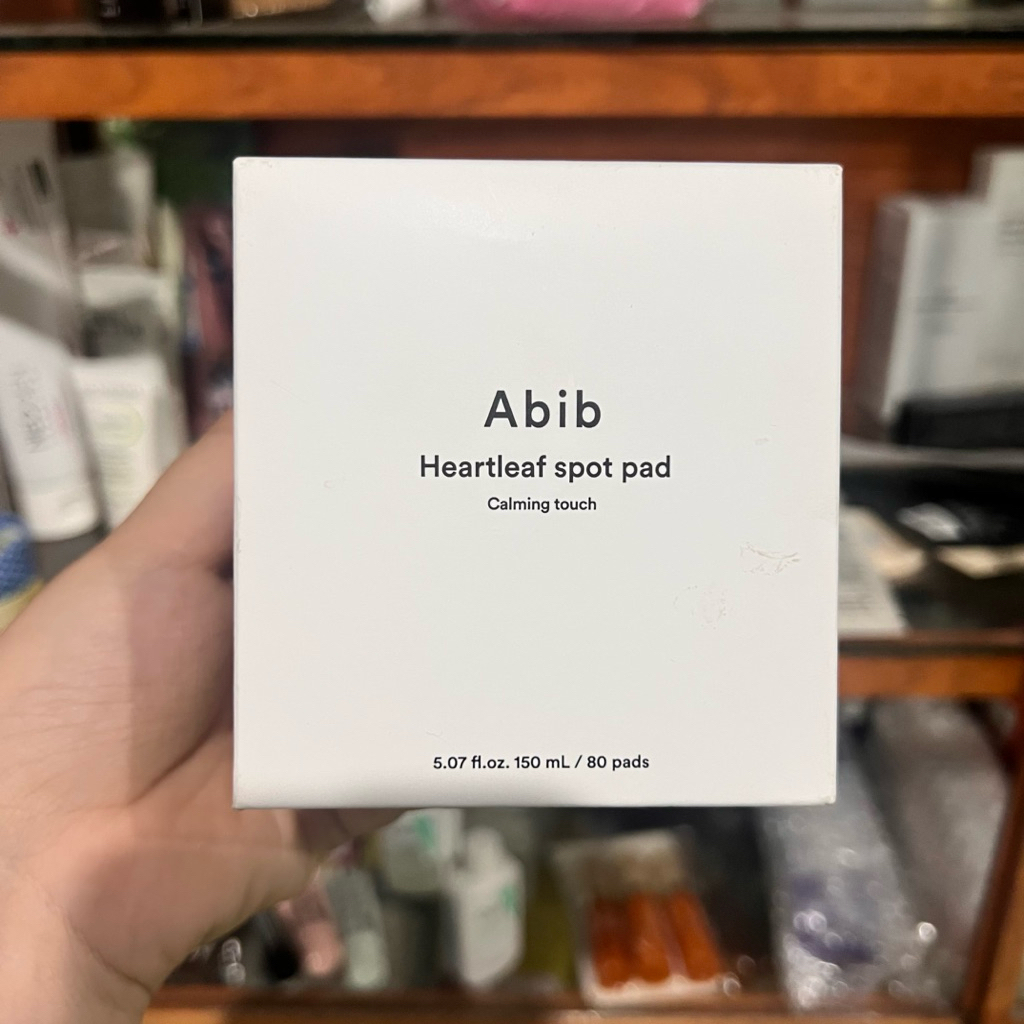 Abib
Heartleaf spot pad
Calming touch
5.07 fl.oz. 150 mL / 80 pads